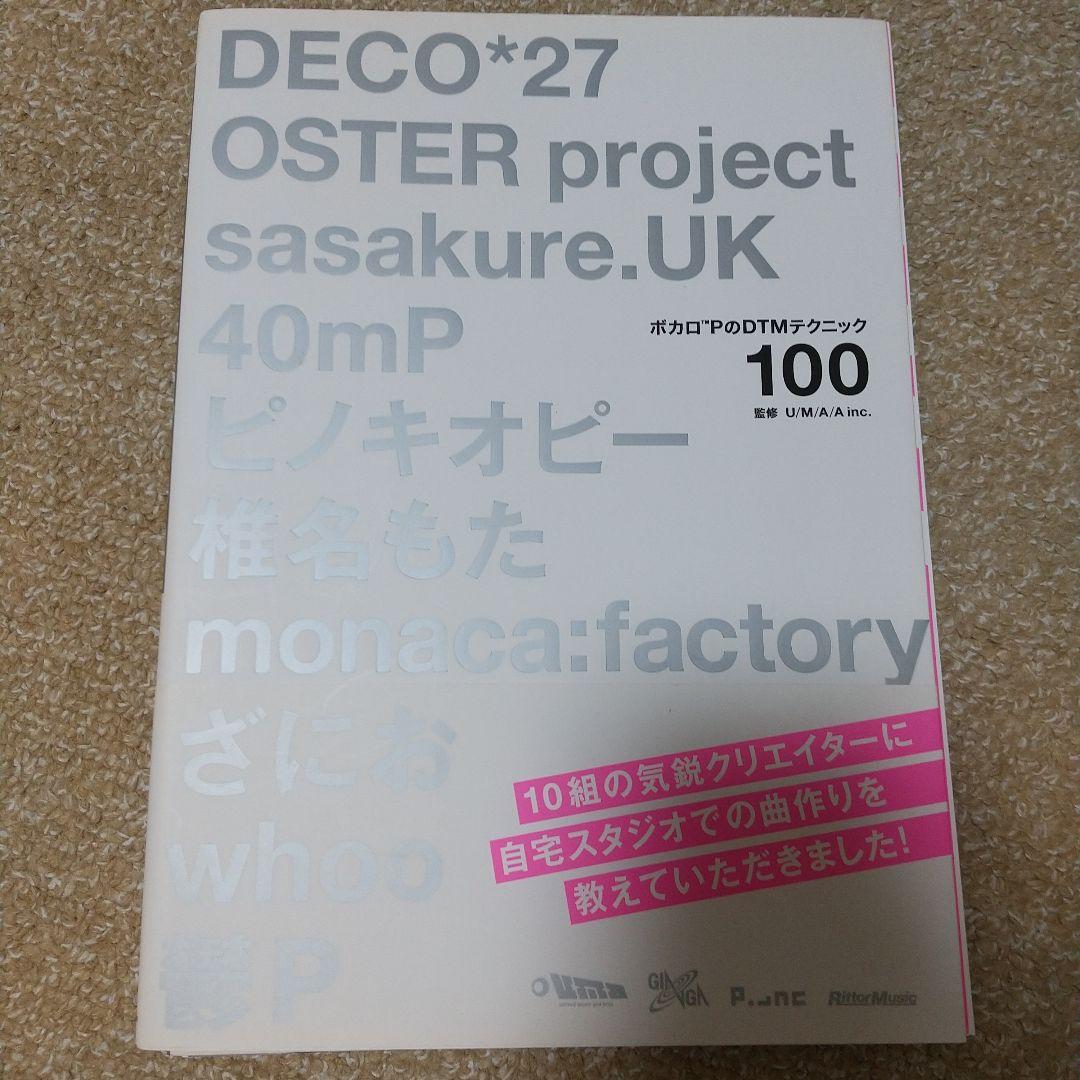 DECO*27
OSTER project
sasakure.UK
40mP
ピノキオピー
椎名もた
monaca:factory
ざにお
whoo
鬱P
ボカロ™PのDTMテクニック
100
監修 U/M/A/A inc.
10組の気鋭クリエイターに
自宅スタジオでの曲作りを
教えていただきました!
uma
GINGA
RittorMusic